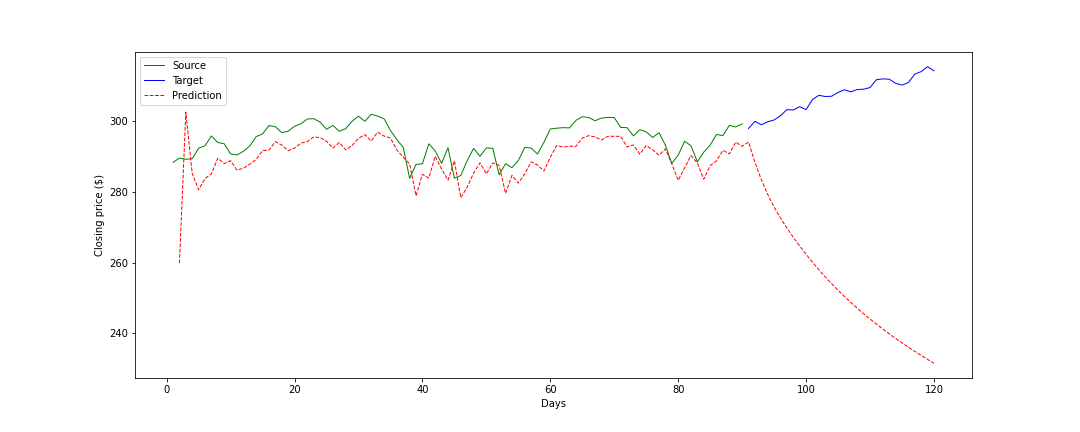 Source
Target
Prediction
300
280
260
240
Closing price ($)
0 20 40 60 80 100 120
Days